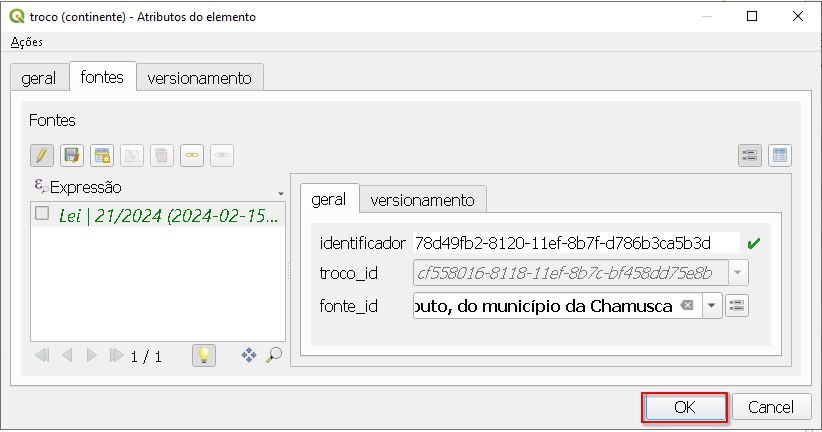 troco (continente) - Atributos do elemento
Ações
geral fontes versionamento
Fontes
Expressão
Lei | 21/2024 (2024-02-15...
geral versionamento
identificador 78d49fb2-8120-11ef-8b7f-d786b3ca5b3d
troco_id cf558016-8118-11ef-8b7c-bf458dd75e8b
fonte_id outo, do município da Chamusca
1 / 1
OK Cancel